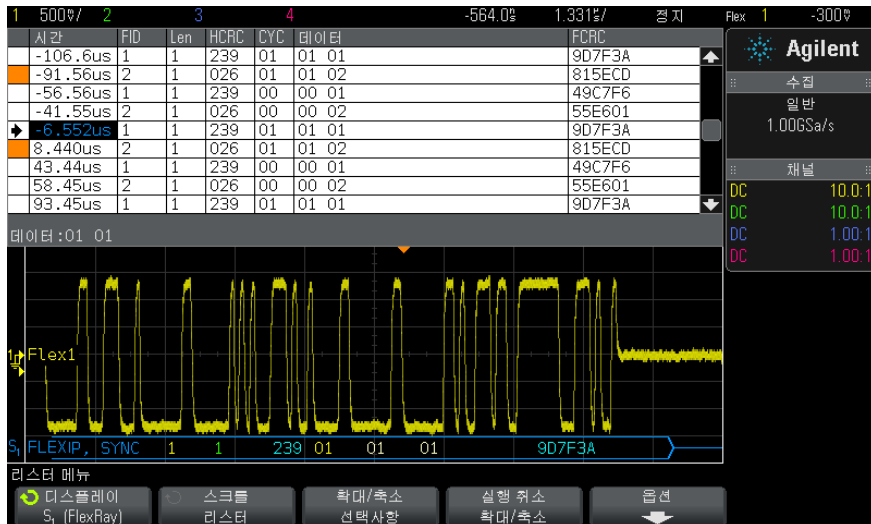 1 500㎷/ 2 3 4 -564.0㎱ 1.331㎲/ 정지 Flex 1 -300㎷
시간 FID Len HCRC CYC 데이터 FCRC
-106.6us 1 1 239 01 01 01 9D7F3A
-91.56us 2 1 026 01 01 02 815ECD
-56.56us 1 1 239 00 00 01 49C7F6
-41.55us 2 1 026 00 00 02 55E601
-6.552us 1 1 239 01 01 01 9D7F3A
8.440us 2 1 026 01 01 02 815ECD
43.44us 1 1 239 00 00 01 49C7F6
58.45us 2 1 026 00 00 02 55E601
93.45us 1 1 239 01 01 01 9D7F3A
데이터:01 01
Agilent
수집
일반
1.00GSa/s
채널
DC 10.0:1
DC 10.0:1
DC 1.00:1
DC 1.00:1
1 Flex1
S1 FLEXIP, SYNC 1 1 239 01 01 01 9D7F3A
리스터 메뉴
디스플레이
S1 (FlexRay)
스크롤
리스터
확대/축소
선택사항
실행 취소
확대/축소
옵션